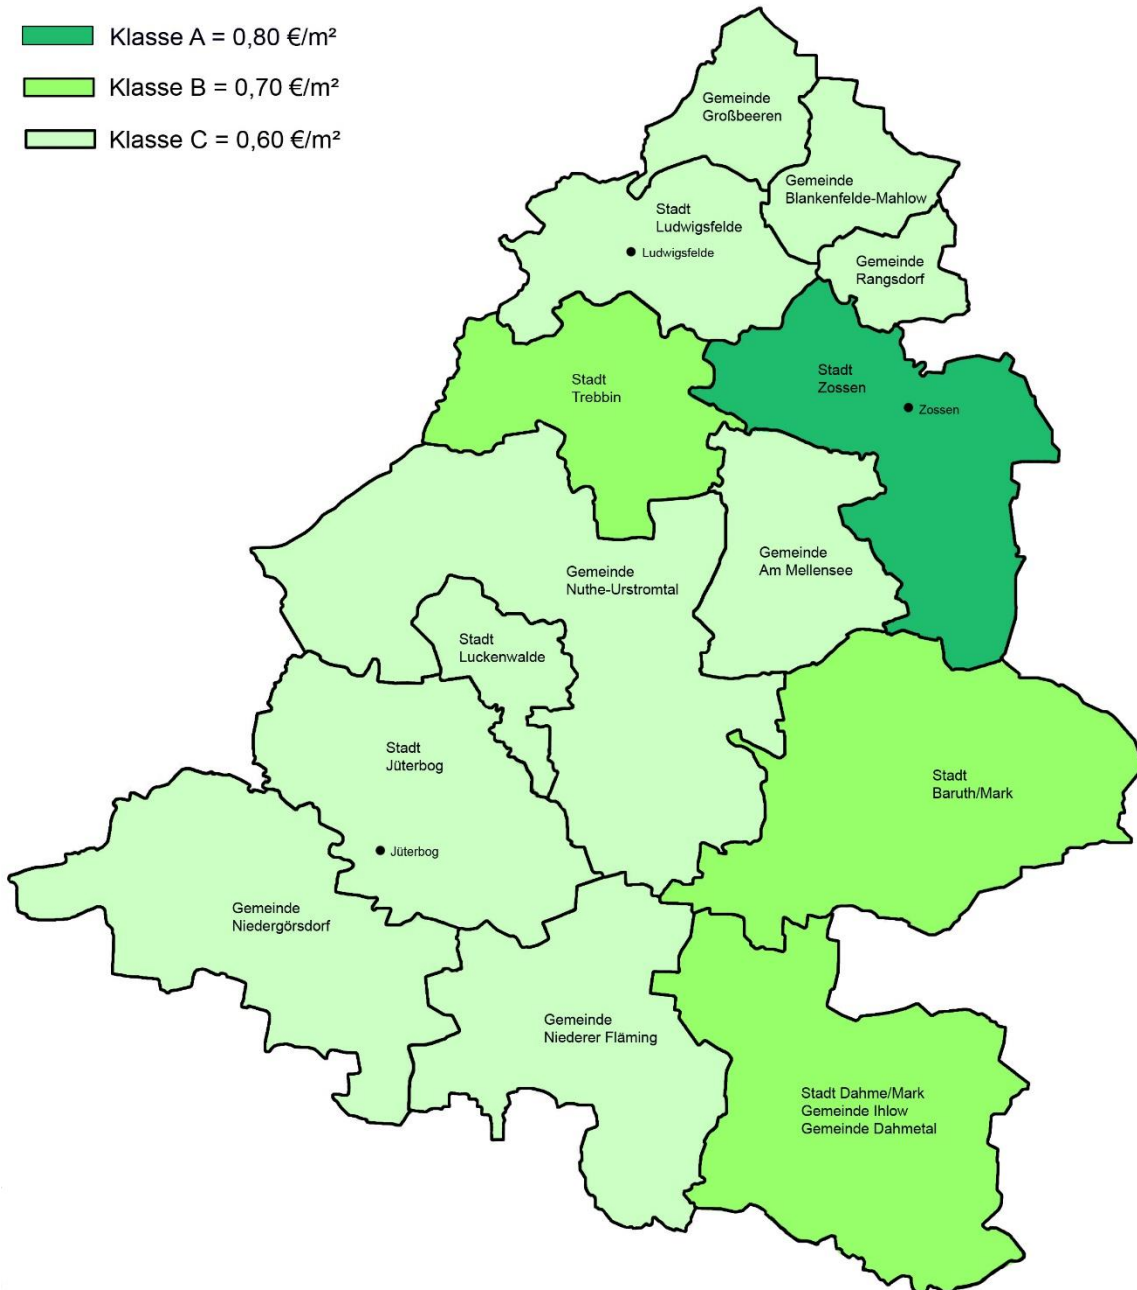 Klasse A = 0,80 €/m²
Klasse B = 0,70 €/m²
Klasse C = 0,60 €/m²
Gemeinde
Großbeeren
Gemeinde
Blankenfelde-Mahlow
Stadt
Ludwigsfelde
Ludwigsfelde
Gemeinde
Rangsdorf
Stadt
Trebbin
Stadt
Zossen
Zossen
Gemeinde
Am Mellensee
Gemeinde
Nuthe-Urstromtal
Stadt
Luckenwalde
Stadt
Jüterbog
Jüterbog
Stadt
Baruth/Mark
Gemeinde
Niedergörsdorf
Gemeinde
Niederer Fläming
Stadt Dahme/Mark
Gemeinde Ihlow
Gemeinde Dahmetal